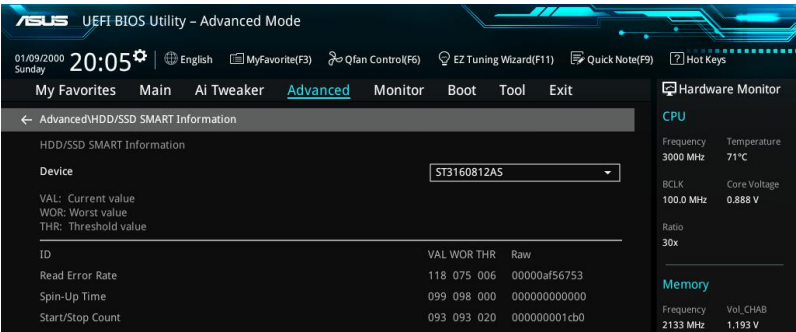 ASUS UEFI BIOS Utility – Advanced Mode
01/09/2000
Sunday
20:05
English MyFavorite(F3) Qfan Control(F6) EZ Tuning Wizard(F11) Quick Note(F9) ? Hot Keys
My Favorites Main Ai Tweaker Advanced Monitor Boot Tool Exit
← Advanced\HDD/SSD SMART Information
HDD/SSD SMART Information
Device ST3160812AS
VAL: Current value
WOR: Worst value
THR: Threshold value
ID VAL WOR THR Raw
Read Error Rate 118 075 006 00000af56753
Spin-Up Time 099 098 000 000000000000
Start/Stop Count 093 093 020 000000001cb0
Hardware Monitor
CPU
Frequency Temperature
3000 MHz 71°C
BCLK Core Voltage
100.0 MHz 0.888 V
Ratio
30x
Memory
Frequency Vol_CHAB
2133 MHz 1.193 V